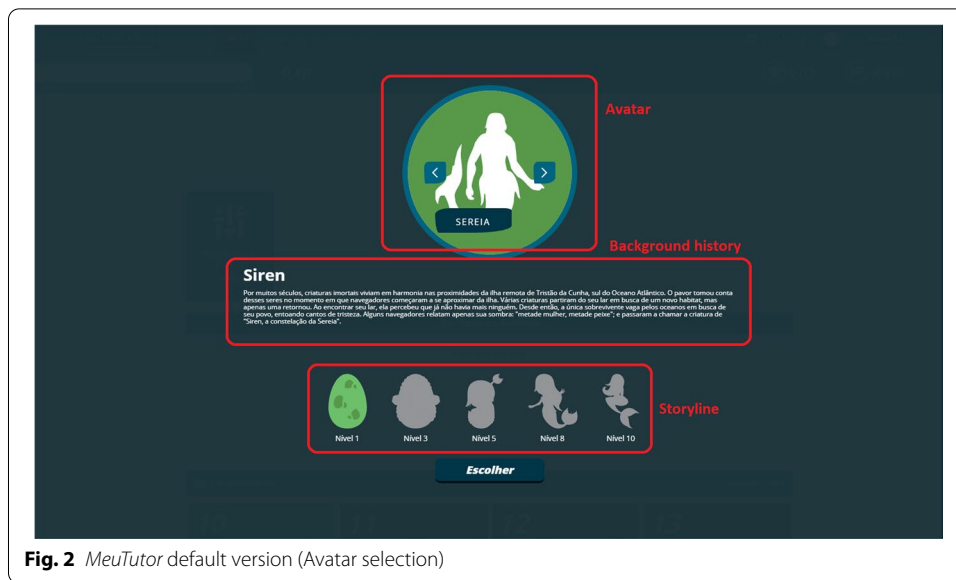 Avatar
SEREIA
Background history
Siren
Por muitos séculos, criaturas imortais viviam em harmonia nas proximidades da ilha remota de Tristão da Cunha, sul do Oceano Atlântico. O pavor tomou conta
desses seres no momento em que navegadores começaram a se aproximar da ilha. Várias criaturas partiram do seu lar em busca de um novo habitat, mas
apenas uma retornou. Ao encontrar seu lar, ela percebeu que já não havia mais ninguém. Desde então, a única sobrevivente vaga pelos oceanos em busca de
seu povo, entoando cantos de tristeza. Alguns navegadores relatam apenas sua sombra: "metade mulher, metade peixe"; e passaram a chamar a criatura de
"Siren, a constelação da Sereia".
Storyline
Nível 1 Nível 3 Nível 5 Nível 8 Nível 10
Escolher
10 11 12 13
Fig. 2 MeuTutor default version (Avatar selection)